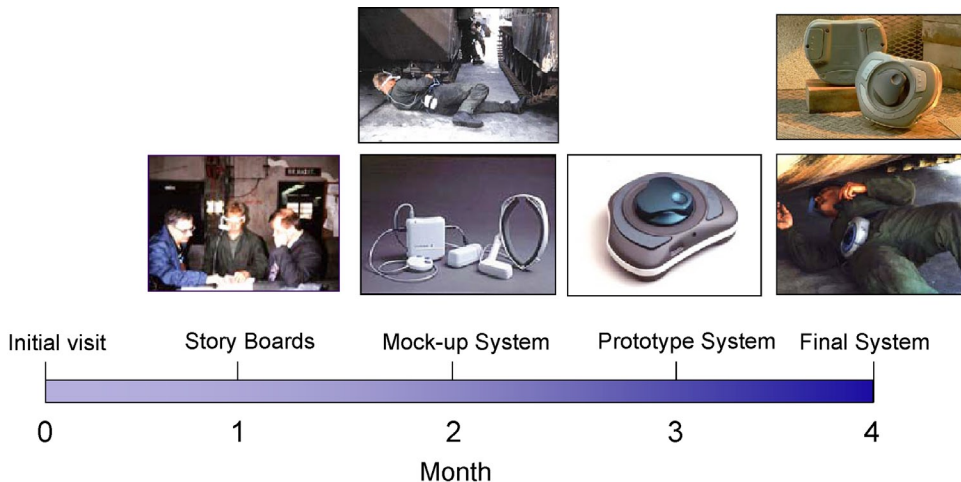 Initial visit
Story Boards
Mock-up System
Prototype System
Final System
0
1
2
3
4
Month